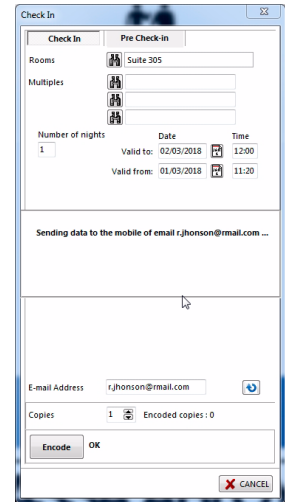 Check In
Check In Pre Check-in
Rooms Suite 305
Multiples
Number of nights Date Time
1 Valid to: 02/03/2018 12:00
Valid from: 01/03/2018 11:20
Sending data to the mobile of email r.jhonson@rmail.com ...
E-mail Address r.jhonson@rmail.com
Copies 1 Encoded copies : 0
Encode OK
CANCEL